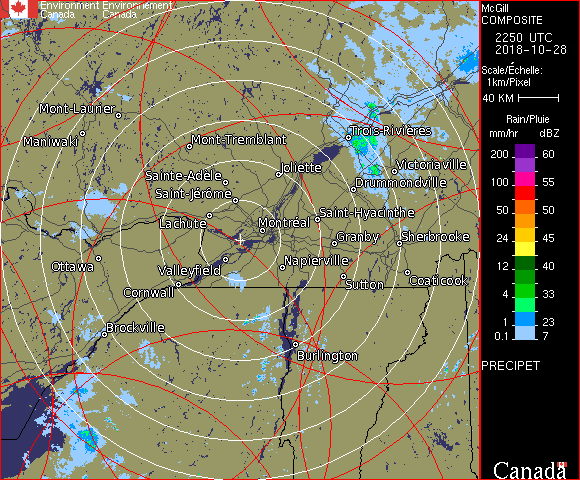 Environment Environnement
Canada Canada
McGill
COMPOSITE
2250 UTC
2018-10-28
Scale/Échelle:
1km/Pixel
40 KM
Rain/Pluie
mm/hr dBZ
200 60
100 55
50 50
24 45
12 40
4 33
1 23
0.1 7
PRECIPET
Canada
Mont-Laurier
Maniwaki
Mont-Tremblant
Trois-Rivières
Joliette
Victoriaville
Sainte-Adèle
Drummondville
Saint-Jérôme
Saint-Hyacinthe
Lachute
Montréal
Granby
Sherbrooke
Ottawa
Valleyfield
Napierville
Cornwall
Sutton
Coaticook
Brockville
Burlington